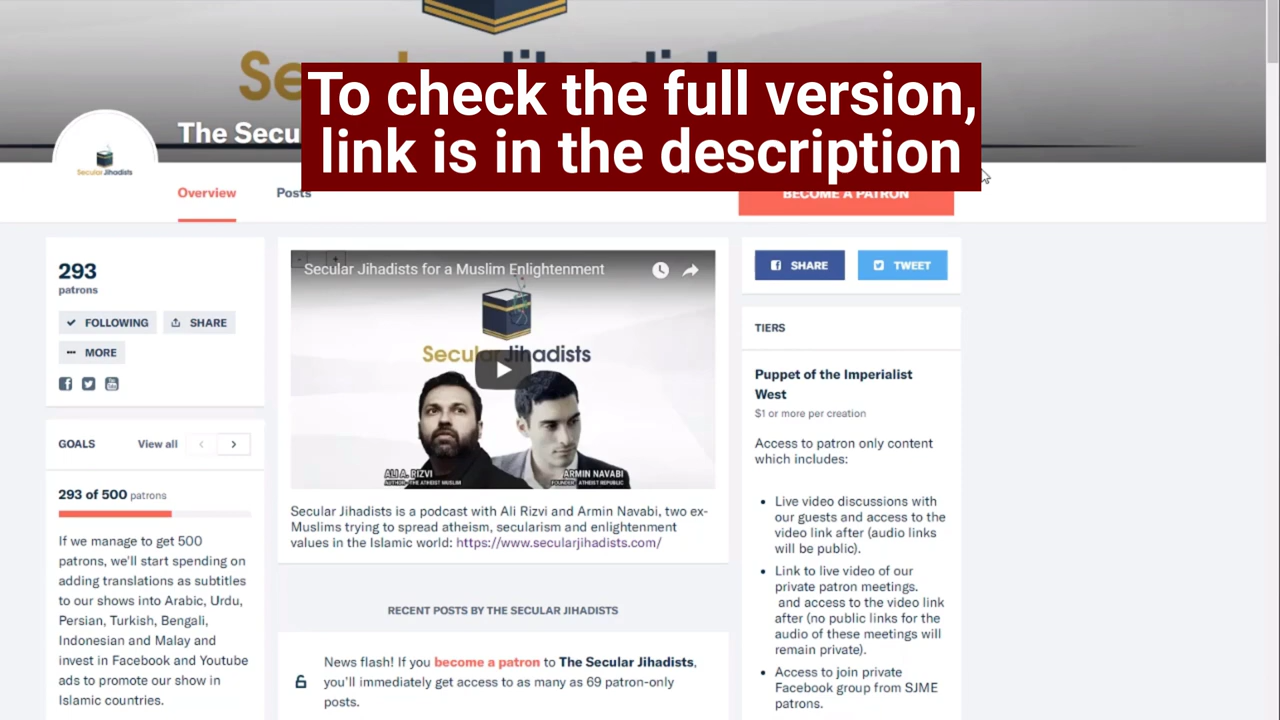 To check the full version,
link is in the description
The Secu
Secular Jihadists
Overview
Posts
BECOME A PATRON
293
patrons
FOLLOWING
SHARE
MORE
GOALS
View all
293 of 500 patrons
If we manage to get 500
patrons, we'll start spending on
adding translations as subtitles
to our shows into Arabic, Urdu,
Persian, Turkish, Bengali,
Indonesian and Malay and
invest in Facebook and Youtube
ads to promote our show in
Islamic countries.
Secular Jihadists for a Muslim Enlightenment
Secular Jihadists
ALI A. RIZVI
AUTHOR - THE ATHEIST MUSLIM
ARMIN NAVABI
FOUNDER - ATHEIST REPUBLIC
Secular Jihadists is a podcast with Ali Rizvi and Armin Navabi, two ex-
Muslims trying to spread atheism, secularism and enlightenment
values in the Islamic world: https://www.secularjihadists.com/
RECENT POSTS BY THE SECULAR JIHADISTS
News flash! If you become a patron to The Secular Jihadists,
you'll immediately get access to as many as 69 patron-only
posts.
SHARE
TWEET
TIERS
Puppet of the Imperialist
West
$1 or more per creation
Access to patron only content
which includes:
Live video discussions with
our guests and access to the
video link after (audio links
will be public).
Link to live video of our
private patron meetings.
and access to the video link
after (no public links for the
audio of these meetings will
remain private).
Access to join private
Facebook group from SJME
patrons.